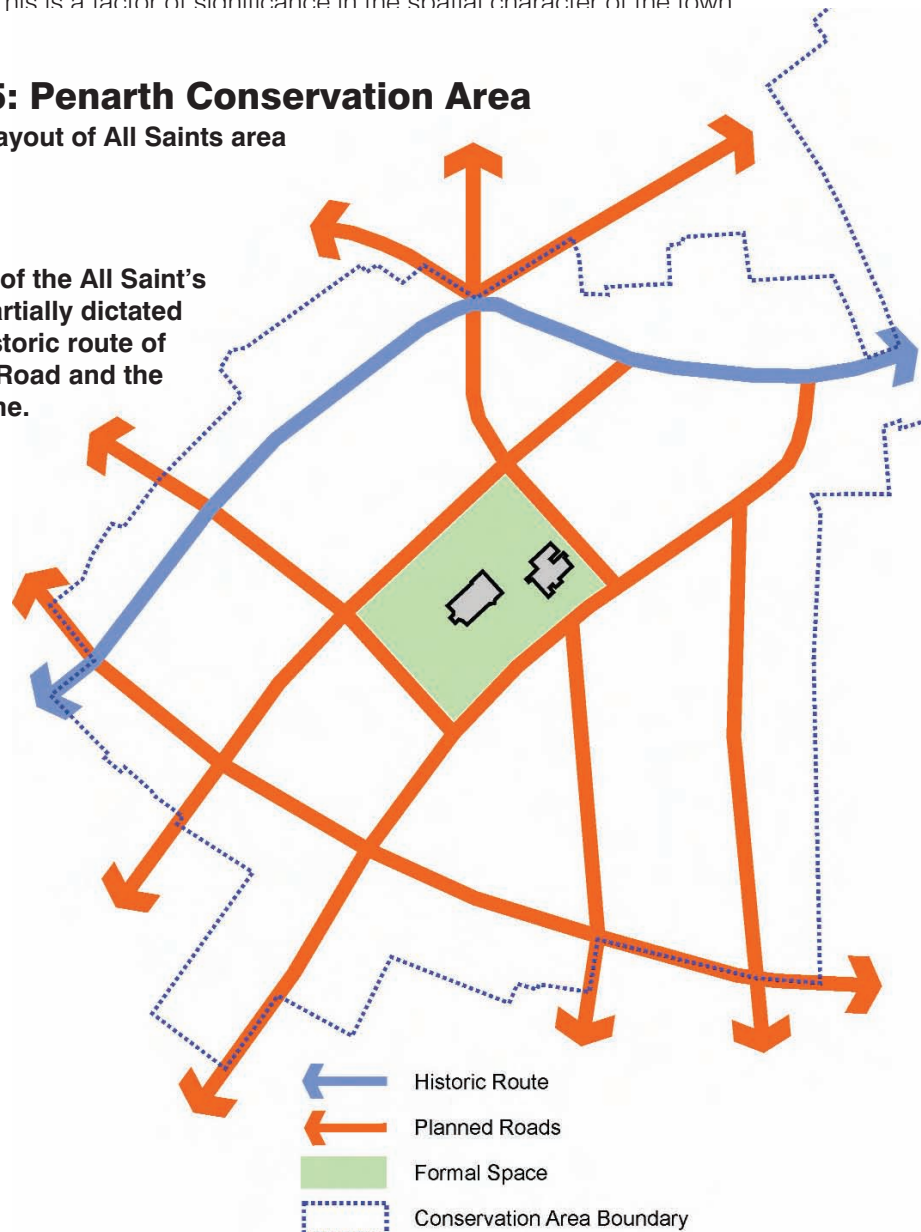 This is a factor of significance in the spatial character of the town
5: Penarth Conservation Area
ayout of All Saints area
of the All Saint's
artially dictated
storic route of
Road and the
ne.
Historic Route
Planned Roads
Formal Space
Conservation Area Boundary